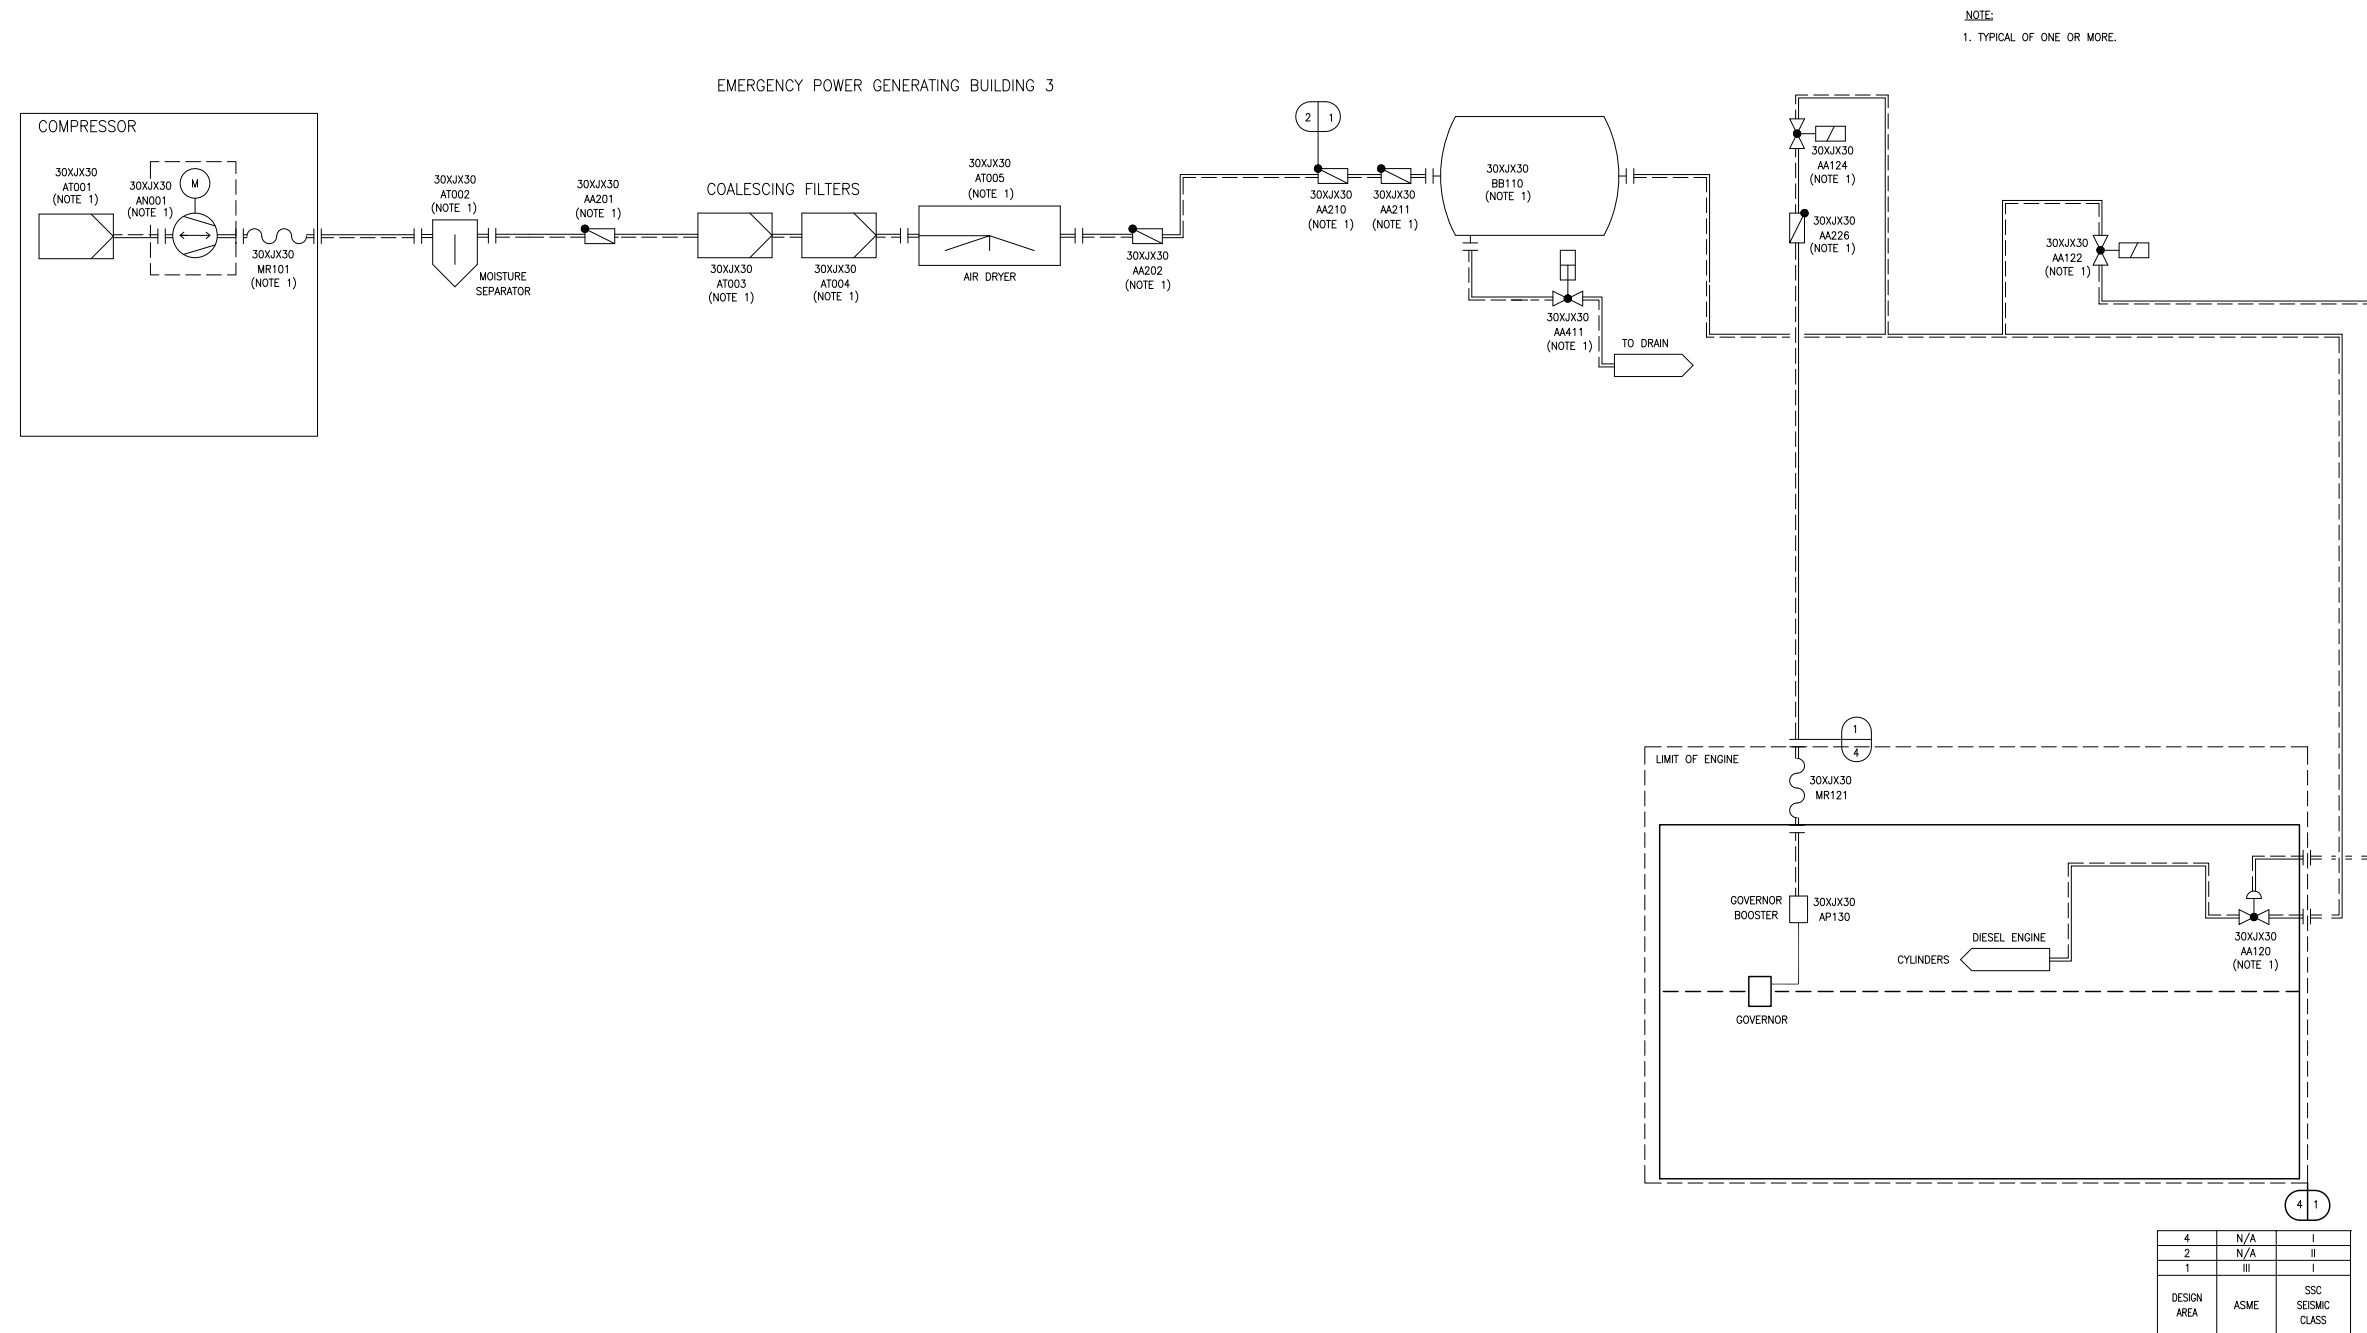 NOTE:
1. TYPICAL OF ONE OR MORE.
EMERGENCY POWER GENERATING BUILDING 3
COMPRESSOR
30XJX30
AT001
(NOTE 1)
30XJX30
AN001
(NOTE 1)
M
30XJX30
MR101
(NOTE 1)
30XJX30
AT002
(NOTE 1)
MOISTURE
SEPARATOR
30XJX30
AA201
(NOTE 1)
COALESCING FILTERS
30XJX30
AT003
(NOTE 1)
30XJX30
AT004
(NOTE 1)
30XJX30
AT005
(NOTE 1)
AIR DRYER
30XJX30
AA202
(NOTE 1)
2 1
30XJX30
AA210
(NOTE 1)
30XJX30
AA211
(NOTE 1)
30XJX30
BB110
(NOTE 1)
30XJX30
AA411
(NOTE 1)
TO DRAIN
30XJX30
AA124
(NOTE 1)
30XJX30
AA226
(NOTE 1)
30XJX30
AA122
(NOTE 1)
1
4
LIMIT OF ENGINE
30XJX30
MR121
GOVERNOR
BOOSTER
30XJX30
AP130
GOVERNOR
DIESEL ENGINE
CYLINDERS
30XJX30
AA120
(NOTE 1)
4 1
4 N/A I
2 N/A II
1 III I
DESIGN
AREA
ASME
SSC
SEISMIC
CLASS